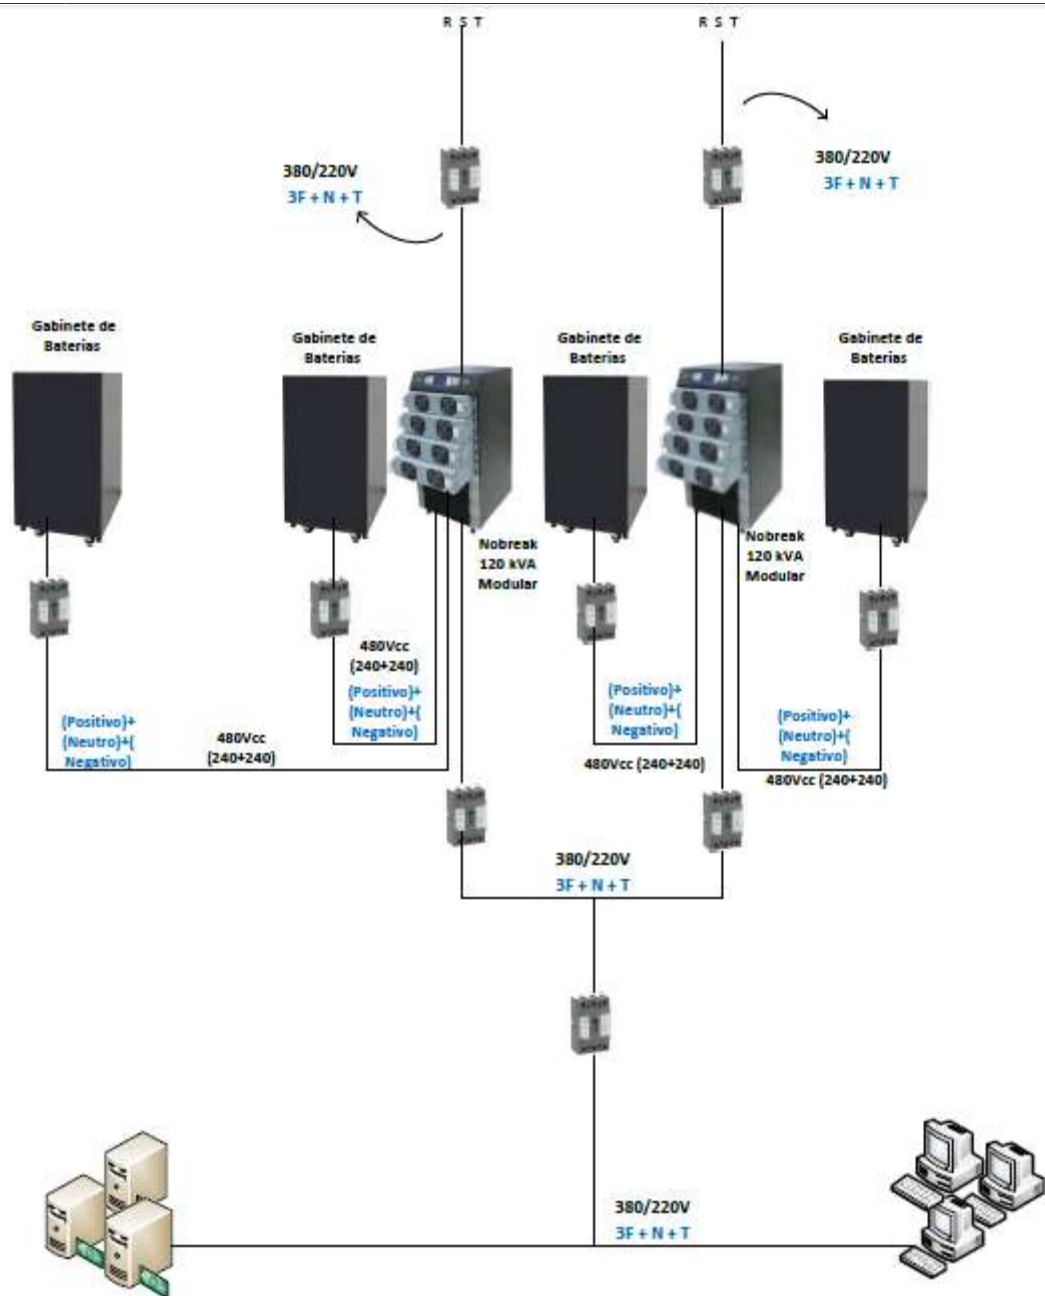 R S T
R S T
380/220V
3F + N + T
380/220V
3F + N + T
Gabinete de
Baterias
Gabinete de
Baterias
Gabinete de
Baterias
Gabinete de
Baterias
Nobreak
120 kVA
Modular
Nobreak
120 kVA
Modular
480Vcc
(240+240)
(Positivo)+
(Neutro)+(
Negativo)
(Positivo)+
(Neutro)+(
Negativo)
480Vcc
(240+240)
(Positivo)+
(Neutro)+(
Negativo)
480Vcc (240+240)
(Positivo)+
(Neutro)+(
Negativo)
480Vcc (240+240)
380/220V
3F + N + T
380/220V
3F + N + T